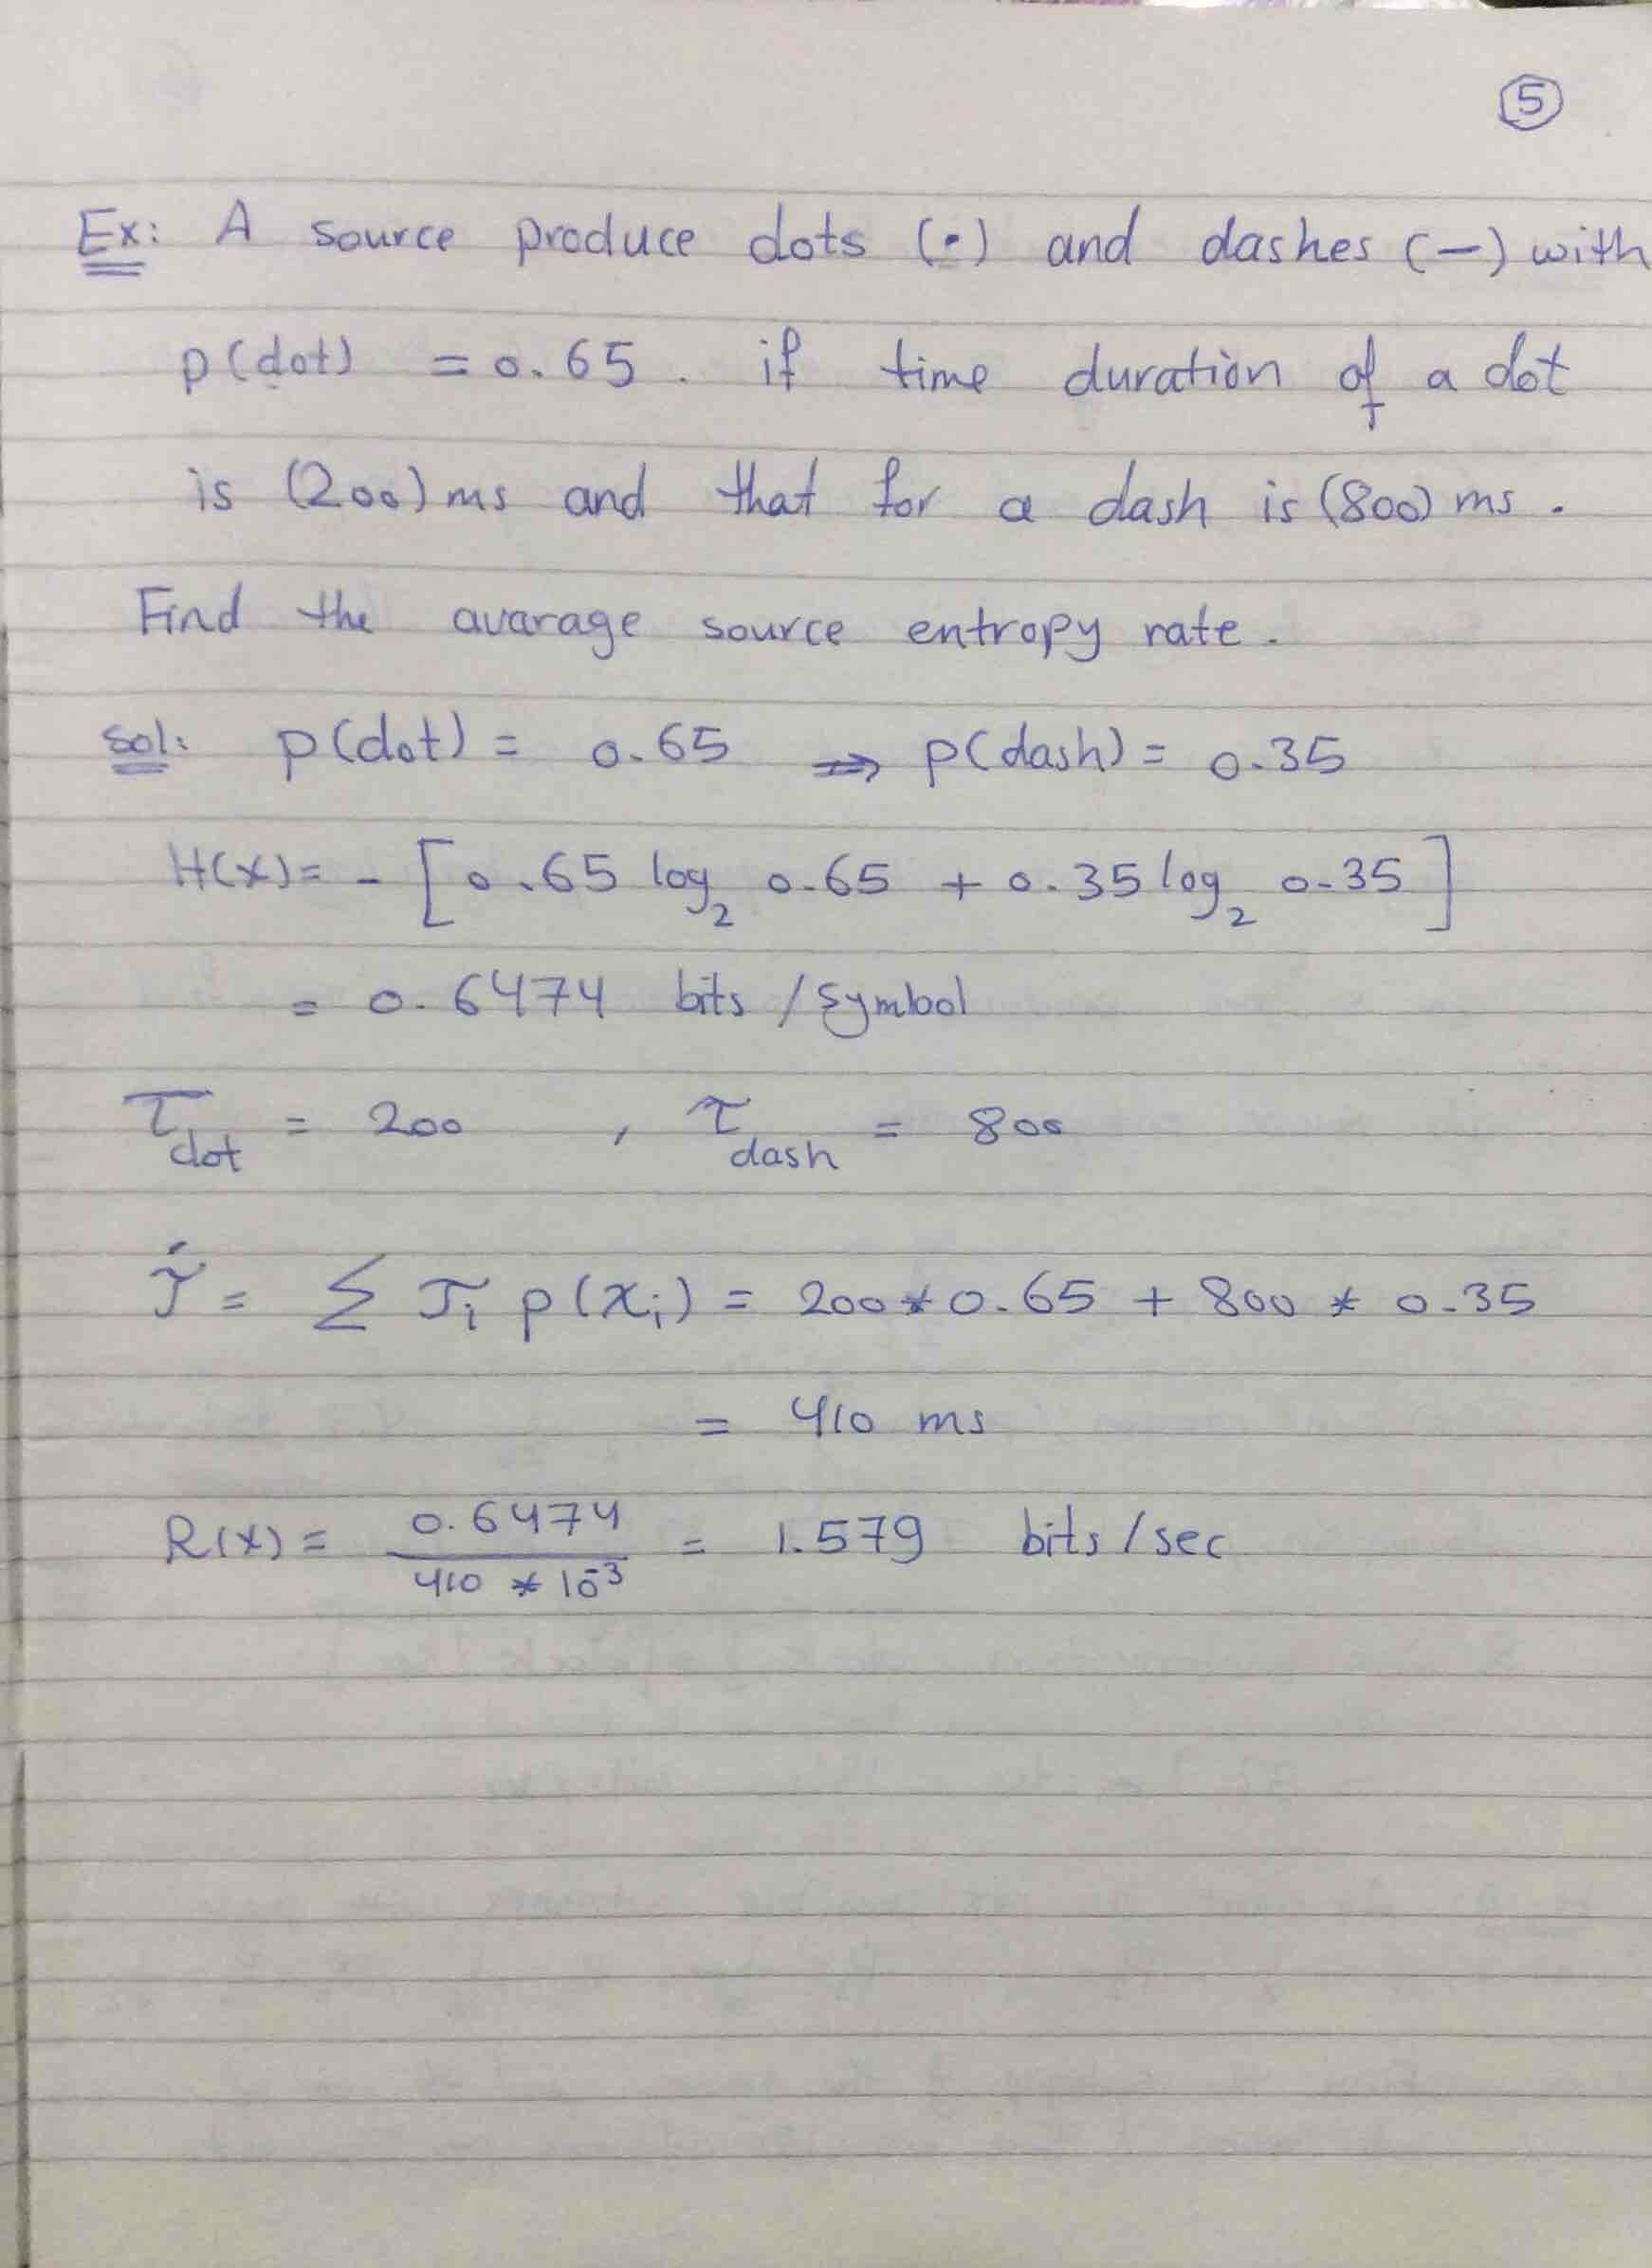 5
Ex: A source produce dots (•) and dashes (−) with
p(dot) = 0.65. if time duration of a dot
is (200) ms and that for a dash is (800) ms.
Find the avarage source entropy rate.
Sol: p(dot) = 0.65 ⇒ p(dash) = 0.35
H(X) = - [0.65 log₂ 0.65 + 0.35 log₂ 0.35]
= 0.6474 bits / symbol
τ dot = 200 , τ dash = 800
τ́ = Σ τᵢ p(xᵢ) = 200 * 0.65 + 800 * 0.35
= 410 ms
R(X) = 0.6474 / 410 * 10⁻³ = 1.579 bits / sec